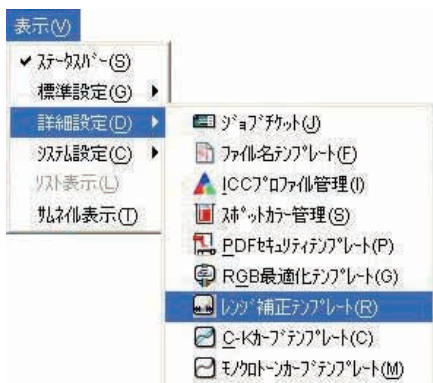 表示(V)
ｽﾃｰﾀｽﾊﾞｰ(S)
標準設定(G)
詳細設定(D)
ｼｽﾃﾑ設定(C)
ﾘｽﾄ表示(L)
ｻﾑﾈｲﾙ表示(T)
ｼﾞｮﾌﾞﾁｹｯﾄ(J)
ﾌｧｲﾙ名ﾃﾝﾌﾟﾚｰﾄ(F)
ICCﾌﾟﾛﾌｧｲﾙ管理(I)
ｽﾎﾟｯﾄｶﾗｰ管理(S)
PDFｾｷｭﾘﾃｨﾃﾝﾌﾟﾚｰﾄ(P)
RGB最適化ﾃﾝﾌﾟﾚｰﾄ(G)
ﾚﾝｼﾞ補正ﾃﾝﾌﾟﾚｰﾄ(R)
C-Kｶｰﾌﾞﾃﾝﾌﾟﾚｰﾄ(C)
ﾓﾉｸﾛﾄｰﾝｶｰﾌﾞﾃﾝﾌﾟﾚｰﾄ(M)